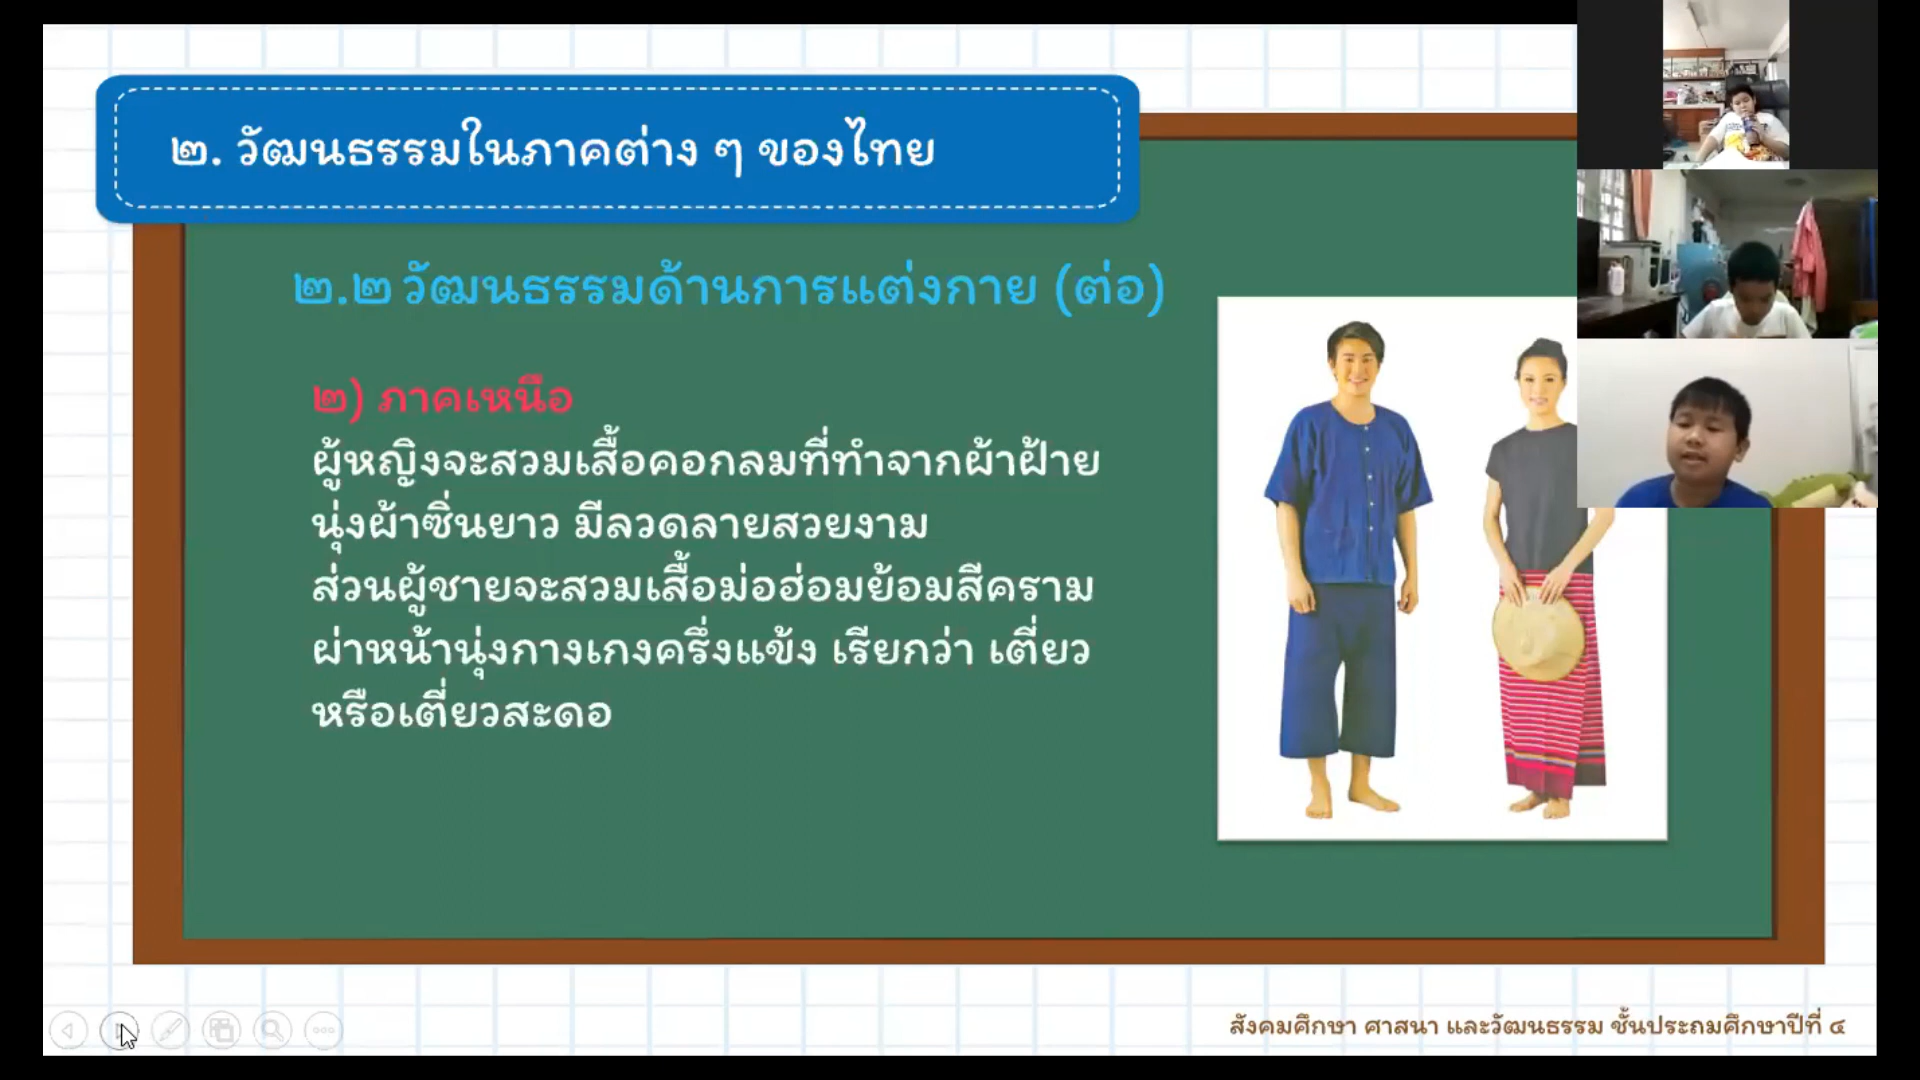 ๒. วัฒนธรรมในภาคต่าง ๆ ของไทย
๒.๒ วัฒนธรรมด้านการแต่งกาย (ต่อ)
๒) ภาคเหนือ
ผู้หญิงจะสวมเสื้อคอกลมที่ทำจากผ้าฝ้าย
นุ่งผ้าซิ่นยาว มีลวดลายสวยงาม
ส่วนผู้ชายจะสวมเสื้อม่อฮ่อมย้อมสีคราม
ผ่าหน้านุ่งกางเกงครึ่งแข้ง เรียกว่า เตี่ยว
หรือเตี่ยวสะดอ
สังคมศึกษา ศาสนา และวัฒนธรรม ชั้นประถมศึกษาปีที่ ๔